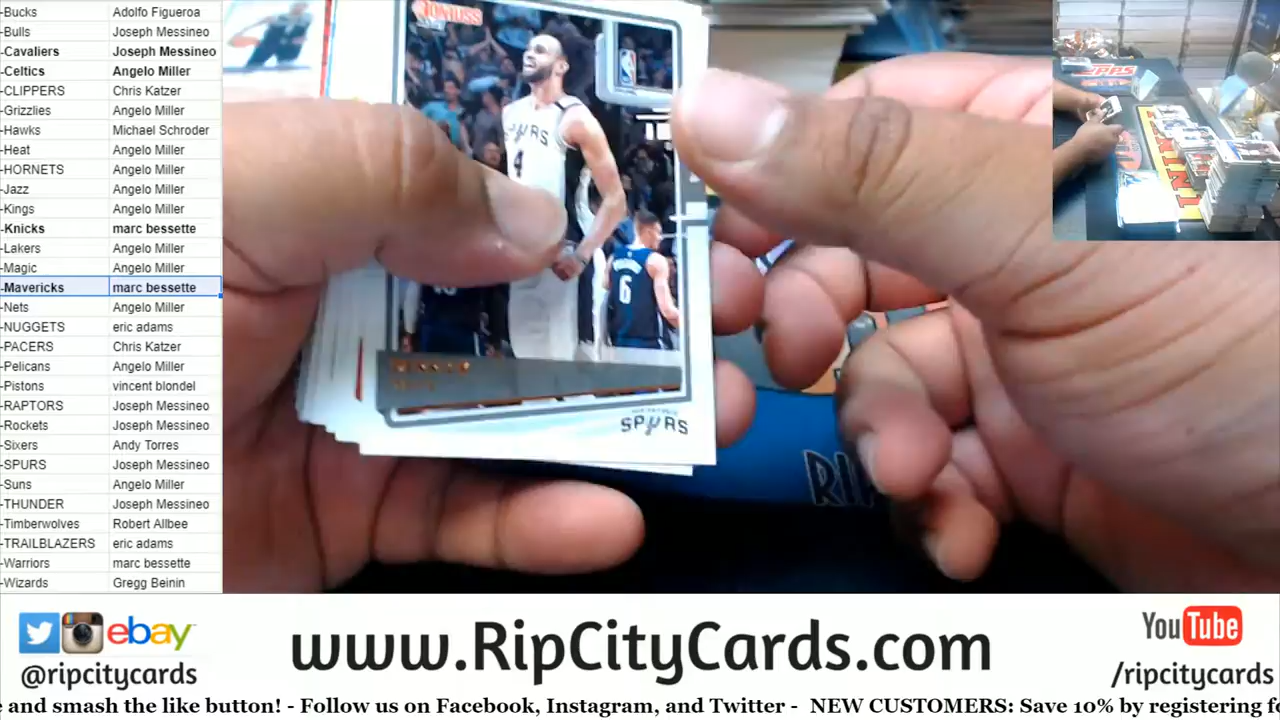 -Bucks Adolfo Figueroa
-Bulls Joseph Messineo
-Cavaliers Joseph Messineo
-Celtics Angelo Miller
-CLIPPERS Chris Katzer
-Grizzlies Angelo Miller
-Hawks Michael Schroder
-Heat Angelo Miller
-HORNETS Angelo Miller
-Jazz Angelo Miller
-Kings Angelo Miller
-Knicks marc bessette
-Lakers Angelo Miller
-Magic Angelo Miller
-Mavericks marc bessette
-Nets Angelo Miller
-NUGGETS eric adams
-PACERS Chris Katzer
-Pelicans Angelo Miller
-Pistons vincent blondel
-RAPTORS Joseph Messineo
-Rockets Joseph Messineo
-Sixers Andy Torres
-SPURS Joseph Messineo
-Suns Angelo Miller
-THUNDER Joseph Messineo
-Timberwolves Robert Allbee
-TRAILBLAZERS eric adams
-Warriors marc bessette
-Wizards Gregg Beinin
SPURS
4
6
SPURS
RI
ebay
@ripcitycards
www.RipCityCards.com
YouTube
/ripcitycards
e and smash the like button! - Follow us on Facebook, Instagram, and Twitter - NEW CUSTOMERS: Save 10% by registering fo